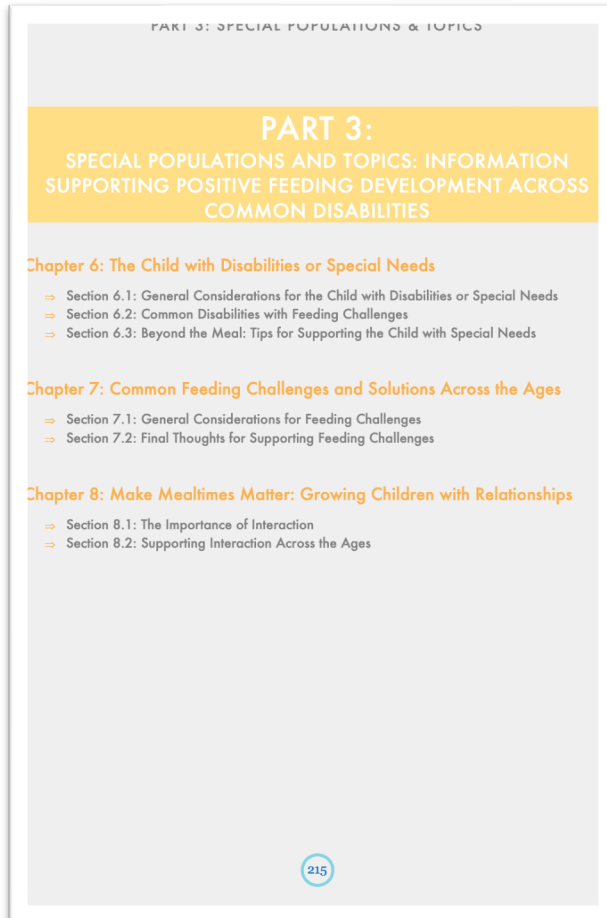 PART 3: SPECIAL POPULATIONS & TOPICS
PART 3:
SPECIAL POPULATIONS AND TOPICS: INFORMATION
SUPPORTING POSITIVE FEEDING DEVELOPMENT ACROSS
COMMON DISABILITIES
Chapter 6: The Child with Disabilities or Special Needs
⇒ Section 6.1: General Considerations for the Child with Disabilities or Special Needs
⇒ Section 6.2: Common Disabilities with Feeding Challenges
⇒ Section 6.3: Beyond the Meal: Tips for Supporting the Child with Special Needs
Chapter 7: Common Feeding Challenges and Solutions Across the Ages
⇒ Section 7.1: General Considerations for Feeding Challenges
⇒ Section 7.2: Final Thoughts for Supporting Feeding Challenges
Chapter 8: Make Mealtimes Matter: Growing Children with Relationships
⇒ Section 8.1: The Importance of Interaction
⇒ Section 8.2: Supporting Interaction Across the Ages
215